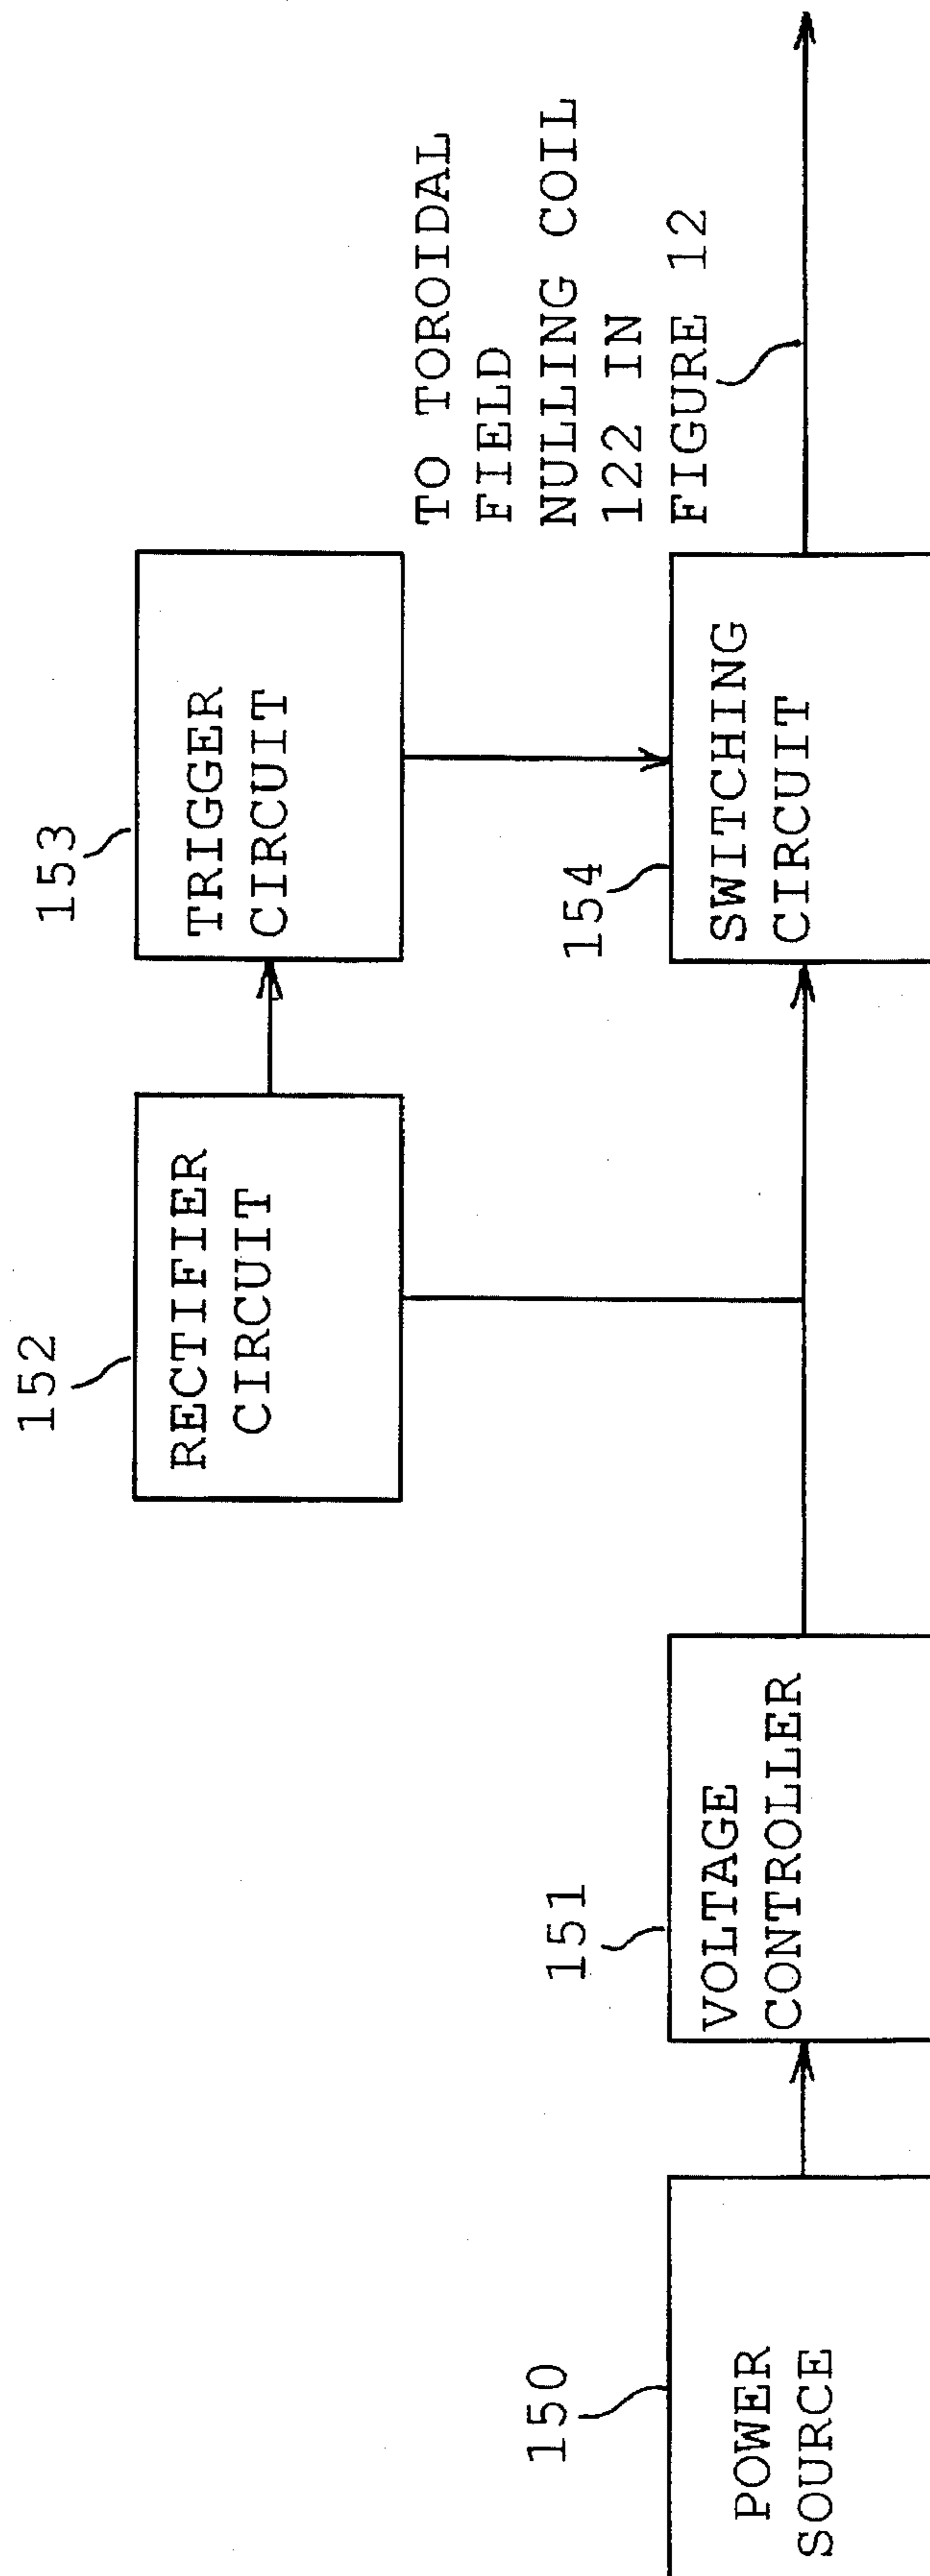 150
POWER
SOURCE
151
VOLTAGE
CONTROLLER
152
RECTIFIER
CIRCUIT
153
TRIGGER
CIRCUIT
154
SWITCHING
CIRCUIT
TO TOROIDAL
FIELD
NULLING COIL
122 IN
FIGURE 12